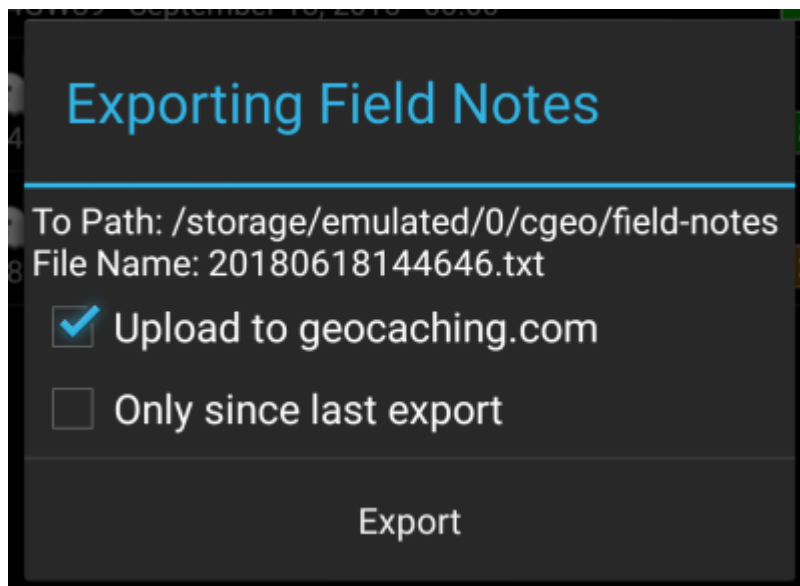 Exporting Field Notes
To Path: /storage/emulated/0/cgeo/field-notes
File Name: 20180618144646.txt
Upload to geocaching.com
Only since last export
Export